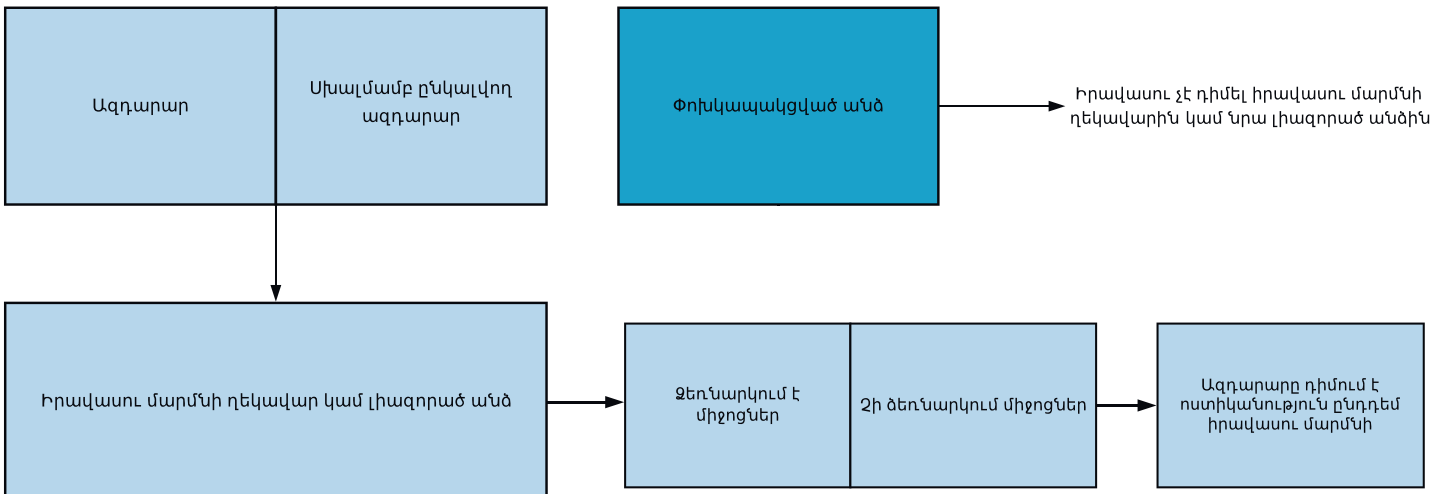 Ազդարար
Սխալմամբ ընկալվող
ազդարար
Փոխկապակցված անձ
Իրավասու չէ դիմել իրավասու մարմնի
ղեկավարին կամ նրա լիազորած անձին
Իրավասու մարմնի ղեկավար կամ լիազորած անձ
Ձեռնարկում է
միջոցներ
Չի ձեռնարկում միջոցներ
Ազդարարը դիմում է
ոստիկանություն ընդդեմ
իրավասու մարմնի